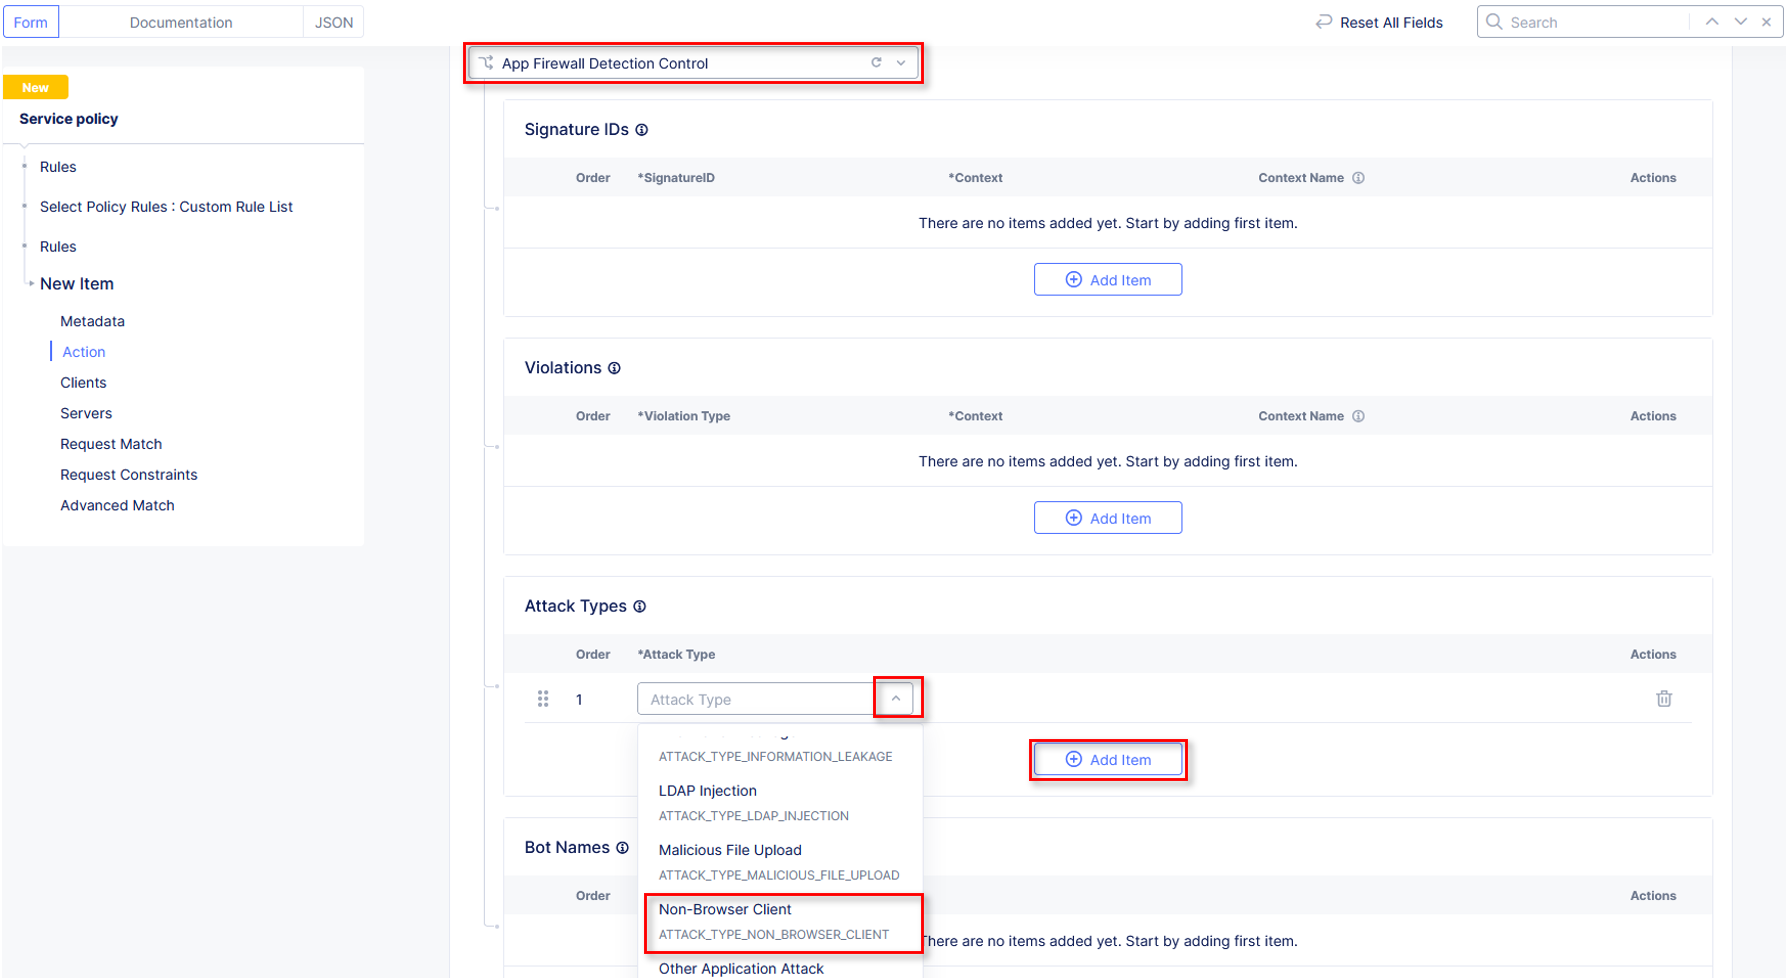 Form Documentation JSON Reset All Fields Search
App Firewall Detection Control
New
Service policy
Rules
Select Policy Rules : Custom Rule List
Rules
New Item
Metadata
Action
Clients
Servers
Request Match
Request Constraints
Advanced Match
Signature IDs
Order *SignatureID *Context Context Name Actions
There are no items added yet. Start by adding first item.
Add Item
Violations
Order *Violation Type *Context Context Name Actions
There are no items added yet. Start by adding first item.
Add Item
Attack Types
Order *Attack Type Actions
1 Attack Type
ATTACK_TYPE_INFORMATION_LEAKAGE
Add Item
LDAP Injection
ATTACK_TYPE_LDAP_INJECTION
Malicious File Upload
ATTACK_TYPE_MALICIOUS_FILE_UPLOAD
Non-Browser Client
ATTACK_TYPE_NON_BROWSER_CLIENT
Other Application Attack
Bot Names
Order Actions
There are no items added yet. Start by adding first item.